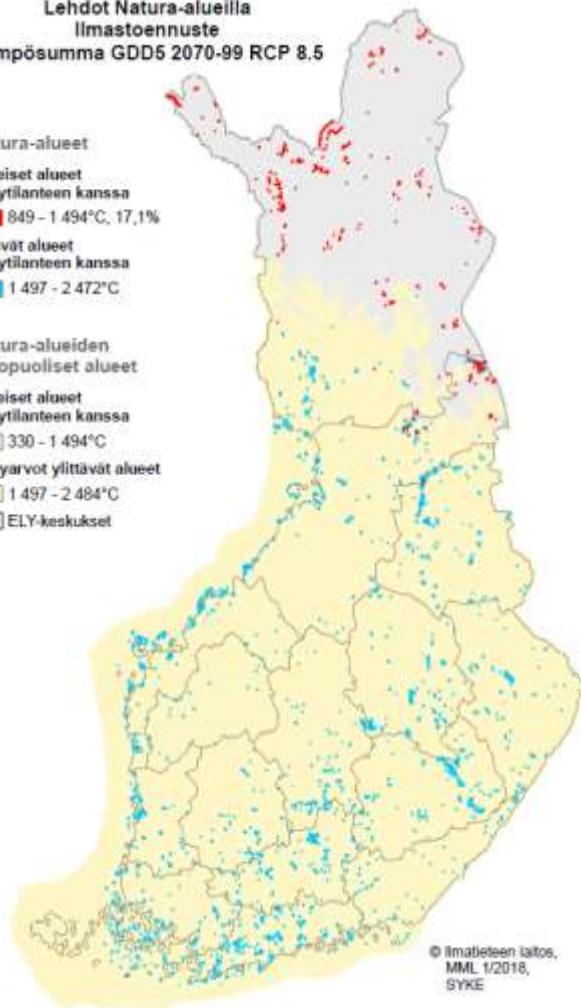 Lehdot Natura-alueilla
Ilmastoennuste
mpösumma GDD5 2070-99 RCP 8.5
ura-alueet
eiset alueet
ytilanteen kanssa
849 - 1 494°C, 17,1%
vät alueet
ytilanteen kanssa
1 497 - 2 472°C
ura-alueiden
opuoliset alueet
eiset alueet
ytilanteen kanssa
330 - 1 494°C
yarvot ylittävät alueet
1 497 - 2 484°C
ELY-keskukset
© Ilmatieteen laitos,
MML 1/2018,
SYKE